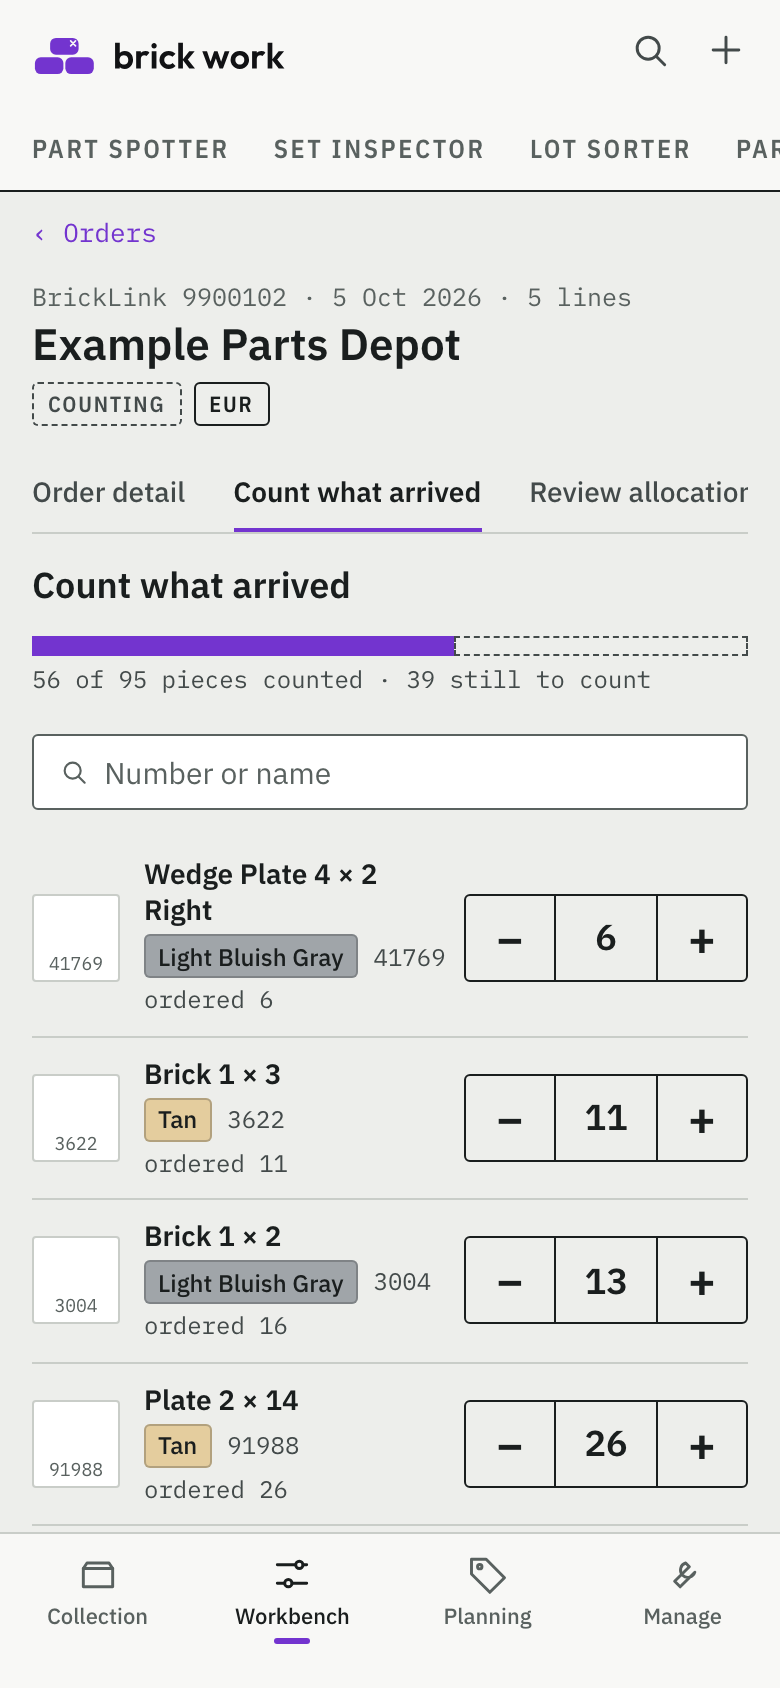 brick work
PART SPOTTER SET INSPECTOR LOT SORTER PAR
‹ Orders
BrickLink 9900102 · 5 Oct 2026 · 5 lines
Example Parts Depot
COUNTING EUR
Order detail Count what arrived Review allocation
Count what arrived
56 of 95 pieces counted · 39 still to count
Number or name
Wedge Plate 4 × 2
Right
41769 Light Bluish Gray 41769 − 6 +
ordered 6
Brick 1 × 3
3622 Tan 3622 − 11 +
ordered 11
Brick 1 × 2
3004 Light Bluish Gray 3004 − 13 +
ordered 16
Plate 2 × 14
91988 Tan 91988 − 26 +
ordered 26
Collection Workbench Planning Manage